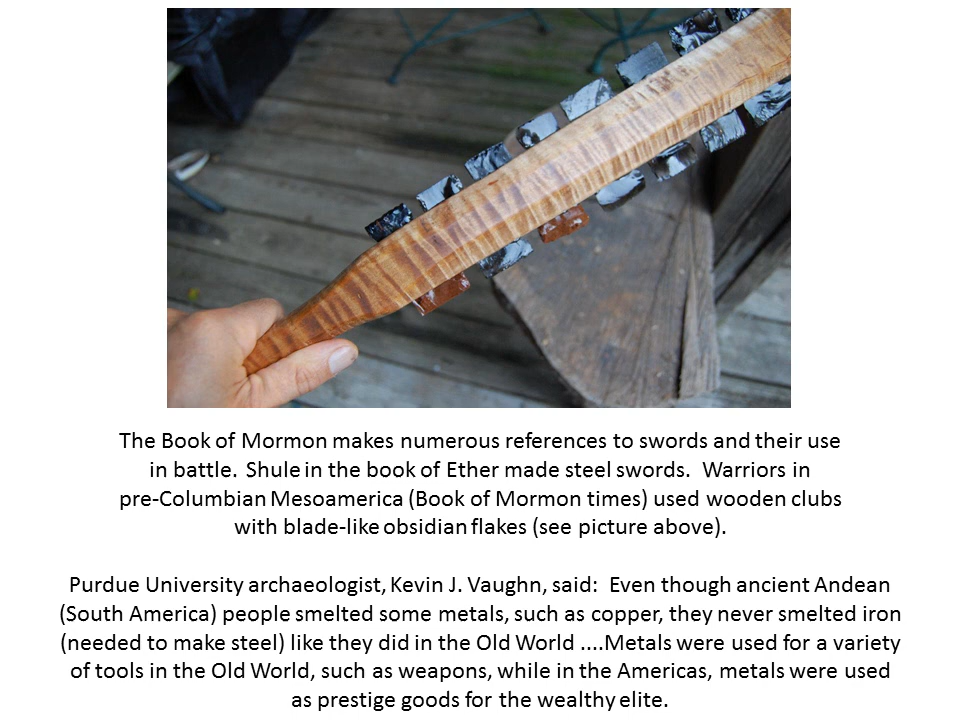 The Book of Mormon makes numerous references to swords and their use
in battle.  Shule in the book of Ether made steel swords.  Warriors in
pre-Columbian Mesoamerica (Book of Mormon times) used wooden clubs
with blade-like obsidian flakes (see picture above).
Purdue University archaeologist, Kevin J. Vaughn, said:  Even though ancient Andean
(South America) people smelted some metals, such as copper, they never smelted iron
(needed to make steel) like they did in the Old World ....Metals were used for a variety
of tools in the Old World, such as weapons, while in the Americas, metals were used
as prestige goods for the wealthy elite.